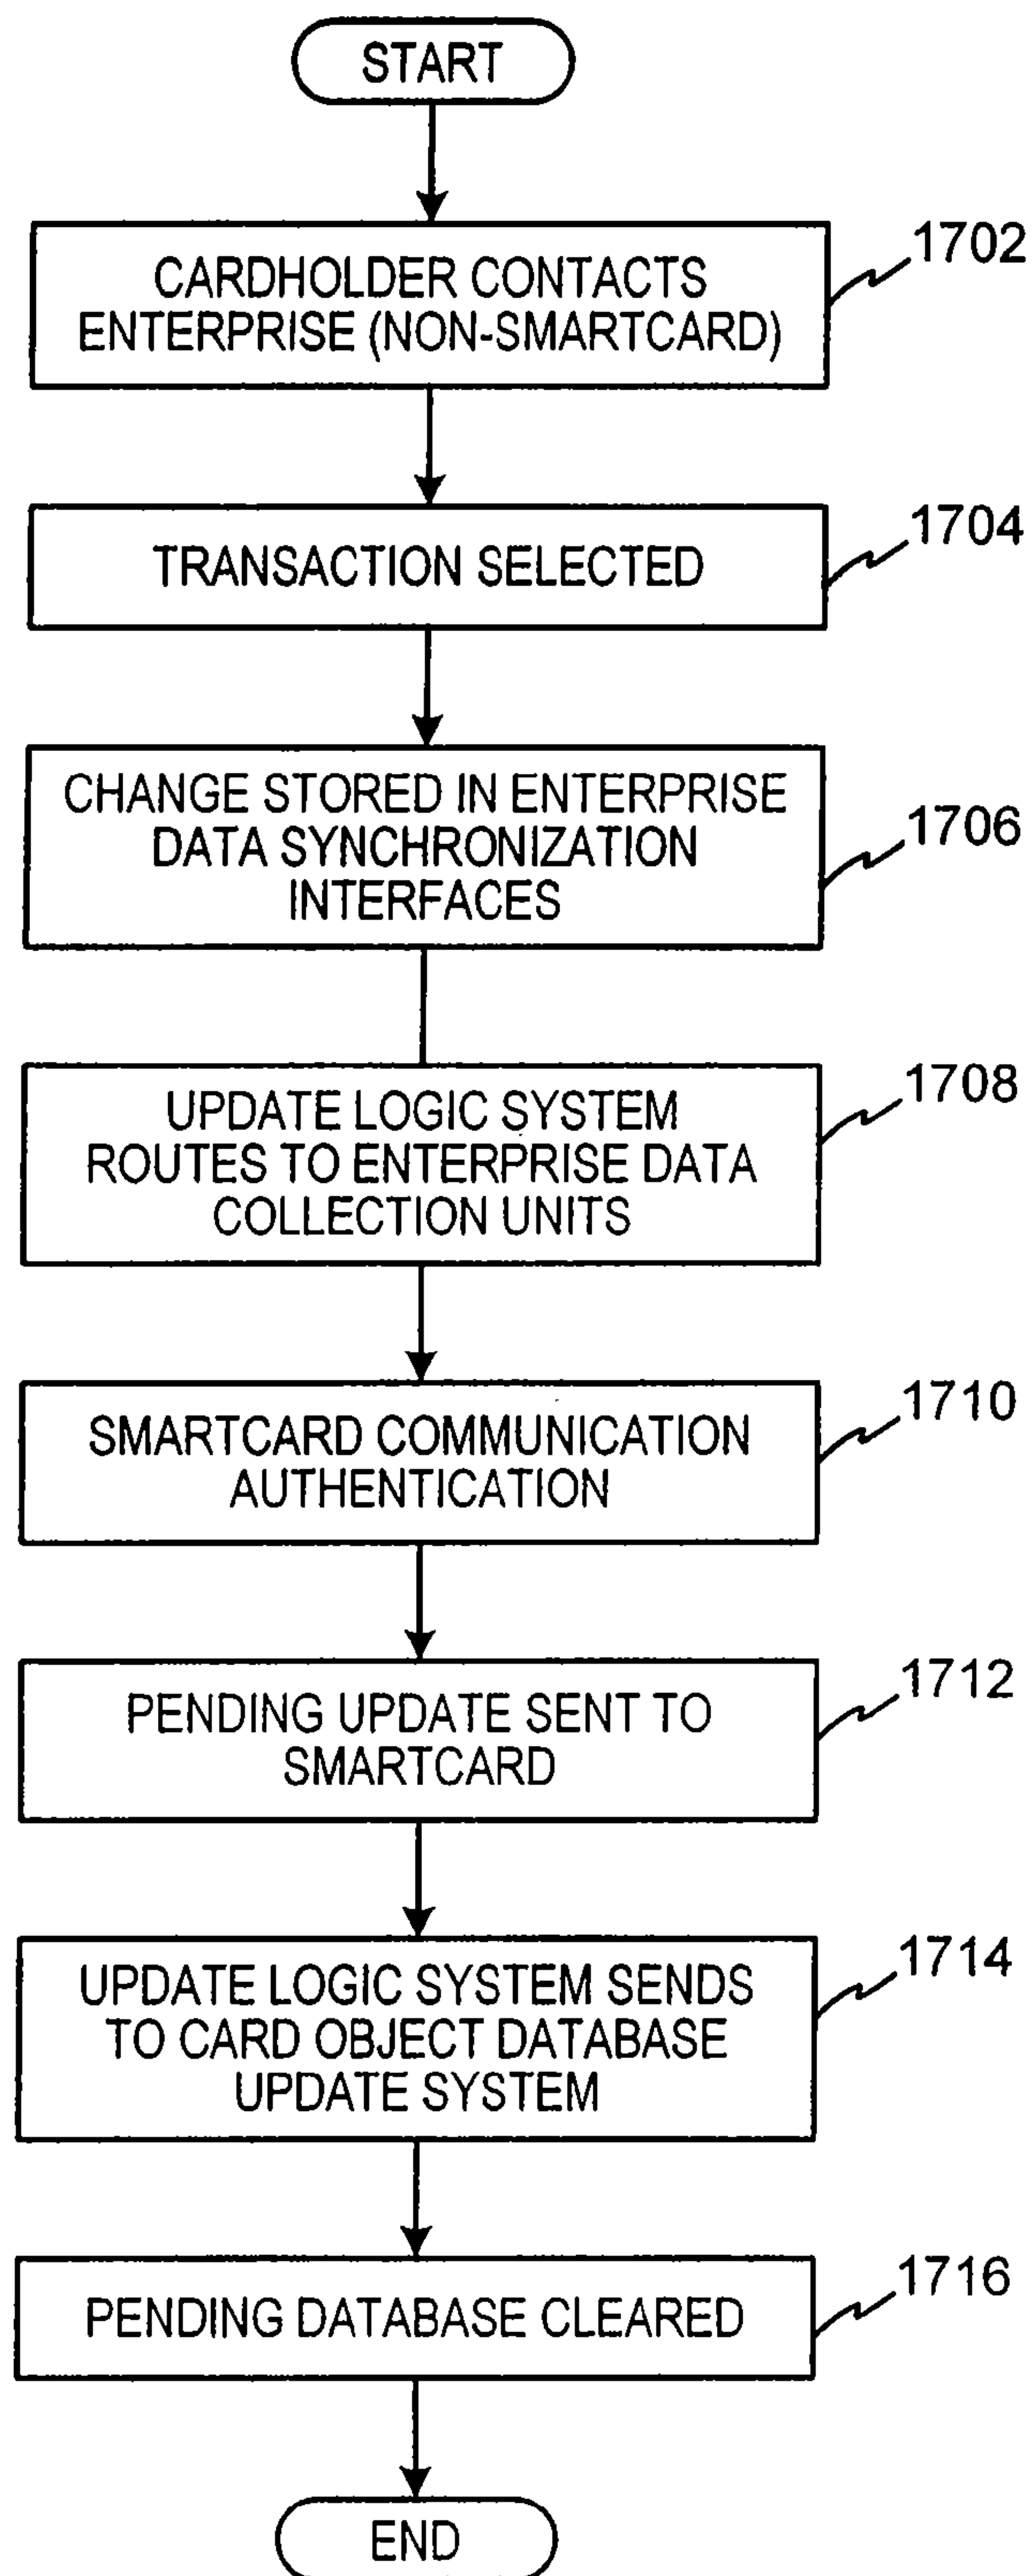 START
CARDHOLDER CONTACTS
ENTERPRISE (NON-SMARTCARD)
1702
TRANSACTION SELECTED
1704
CHANGE STORED IN ENTERPRISE
DATA SYNCHRONIZATION
INTERFACES
1706
UPDATE LOGIC SYSTEM
ROUTES TO ENTERPRISE DATA
COLLECTION UNITS
1708
SMARTCARD COMMUNICATION
AUTHENTICATION
1710
PENDING UPDATE SENT TO
SMARTCARD
1712
UPDATE LOGIC SYSTEM SENDS
TO CARD OBJECT DATABASE
UPDATE SYSTEM
1714
PENDING DATABASE CLEARED
1716
END